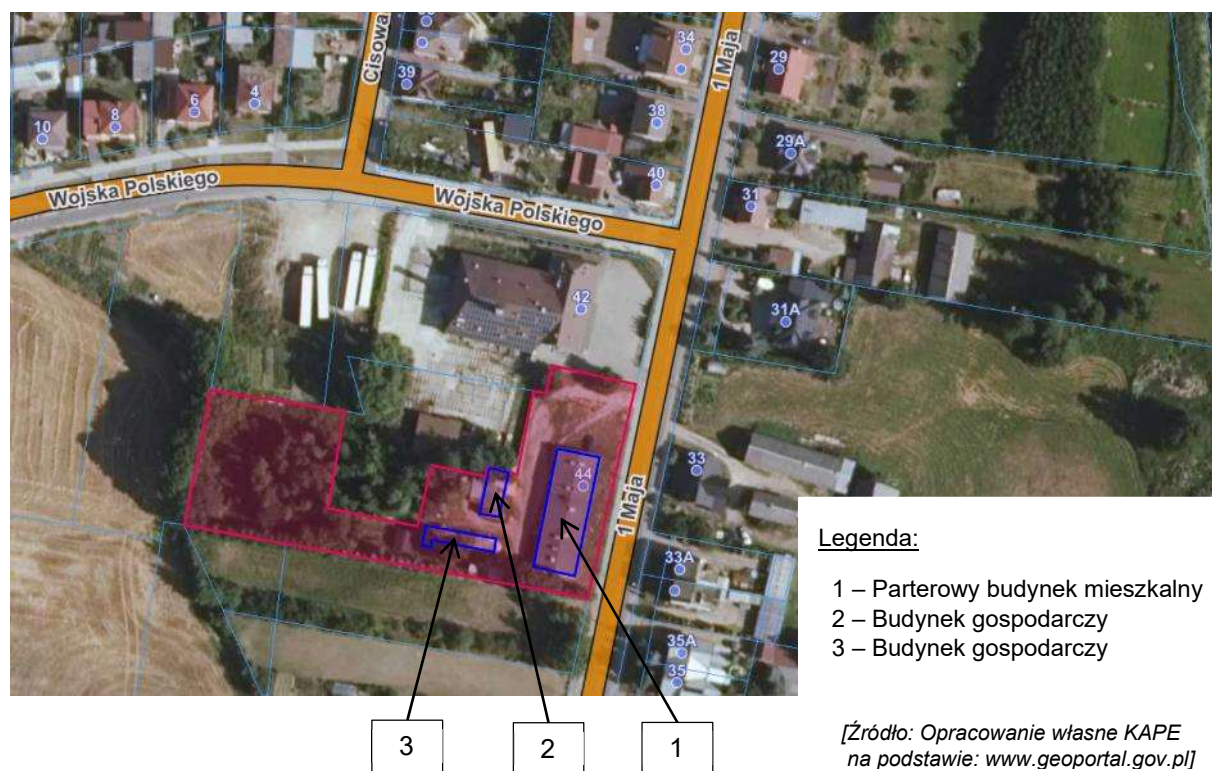 Cisowa
39
34
1 Maja
29
10
8
6
4
38
29A
40
31
Wojska Polskiego
Wojska Polskiego
42
31A
44
33
1 Maja
33A
35A
35
Legenda:
1 – Parterowy budynek mieszkalny
2 – Budynek gospodarczy
3 – Budynek gospodarczy
3
2
1
[Źródło: Opracowanie własne KAPE
na podstawie: www.geoportal.gov.pl]